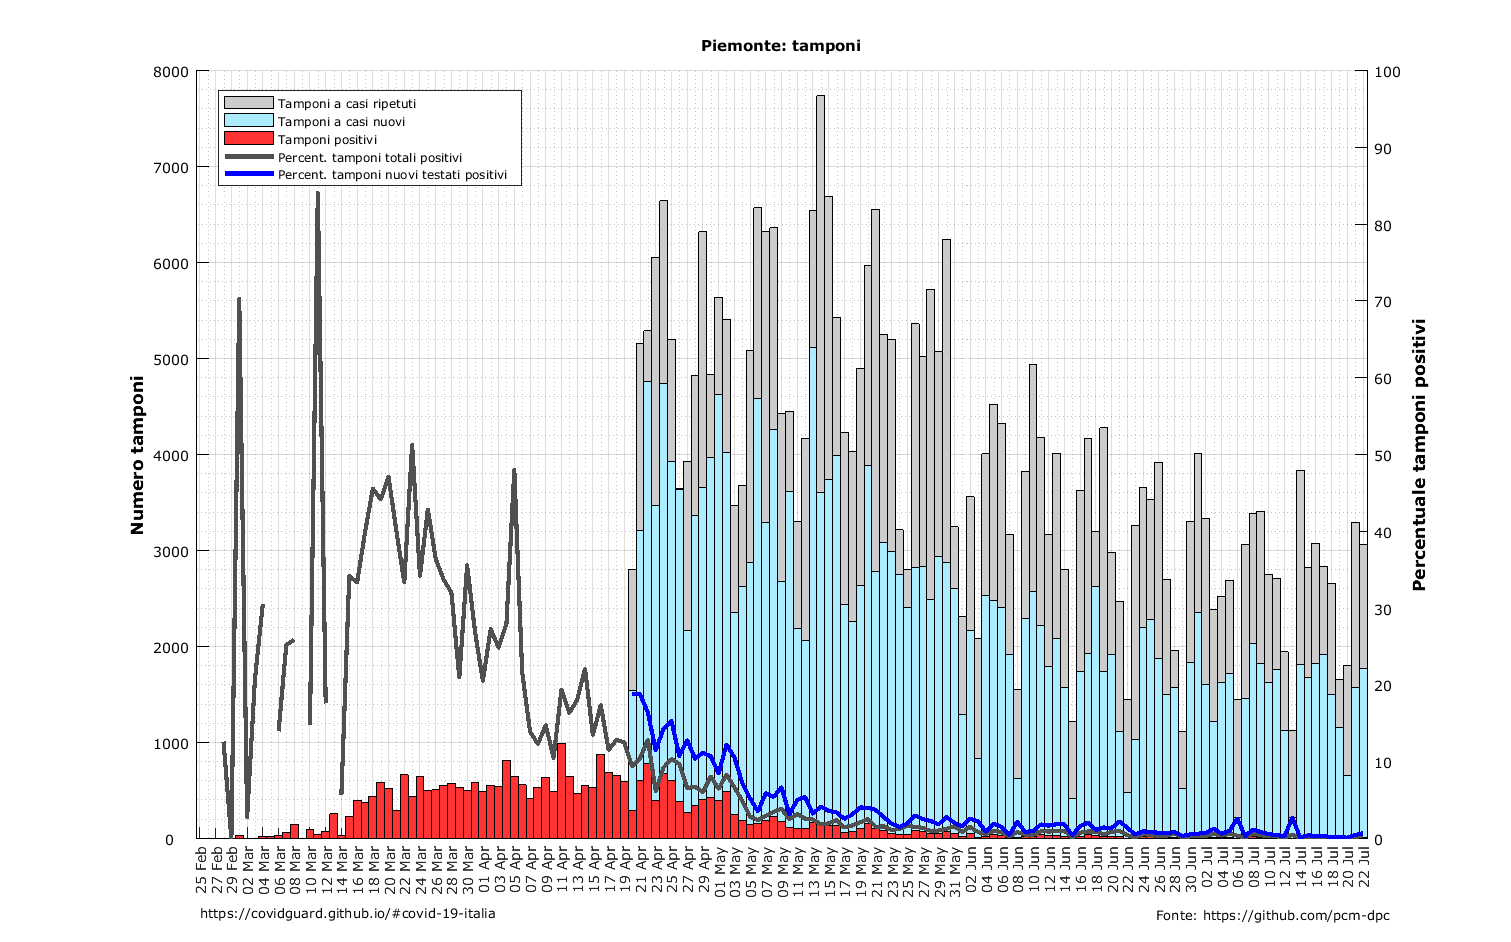 Piemonte: tamponi
Tamponi a casi ripetuti
Tamponi a casi nuovi
Tamponi positivi
Percent. tamponi totali positivi
Percent. tamponi nuovi testati positivi
Numero tamponi
8000
7000
6000
5000
4000
3000
2000
1000
0
Percentuale tamponi positivi
100
90
80
70
60
50
40
30
20
10
0
25 Feb
27 Feb
29 Feb
02 Mar
04 Mar
06 Mar
08 Mar
10 Mar
12 Mar
14 Mar
16 Mar
18 Mar
20 Mar
22 Mar
24 Mar
26 Mar
28 Mar
30 Mar
01 Apr
03 Apr
05 Apr
07 Apr
09 Apr
11 Apr
13 Apr
15 Apr
17 Apr
19 Apr
21 Apr
23 Apr
25 Apr
27 Apr
29 Apr
01 May
03 May
05 May
07 May
09 May
11 May
13 May
15 May
17 May
19 May
21 May
23 May
25 May
27 May
29 May
31 May
02 Jun
04 Jun
06 Jun
08 Jun
10 Jun
12 Jun
14 Jun
16 Jun
18 Jun
20 Jun
22 Jun
24 Jun
26 Jun
28 Jun
30 Jun
02 Jul
04 Jul
06 Jul
08 Jul
10 Jul
12 Jul
14 Jul
16 Jul
18 Jul
20 Jul
22 Jul
https://covidguard.github.io/#covid-19-italia
Fonte: https://github.com/pcm-dpc